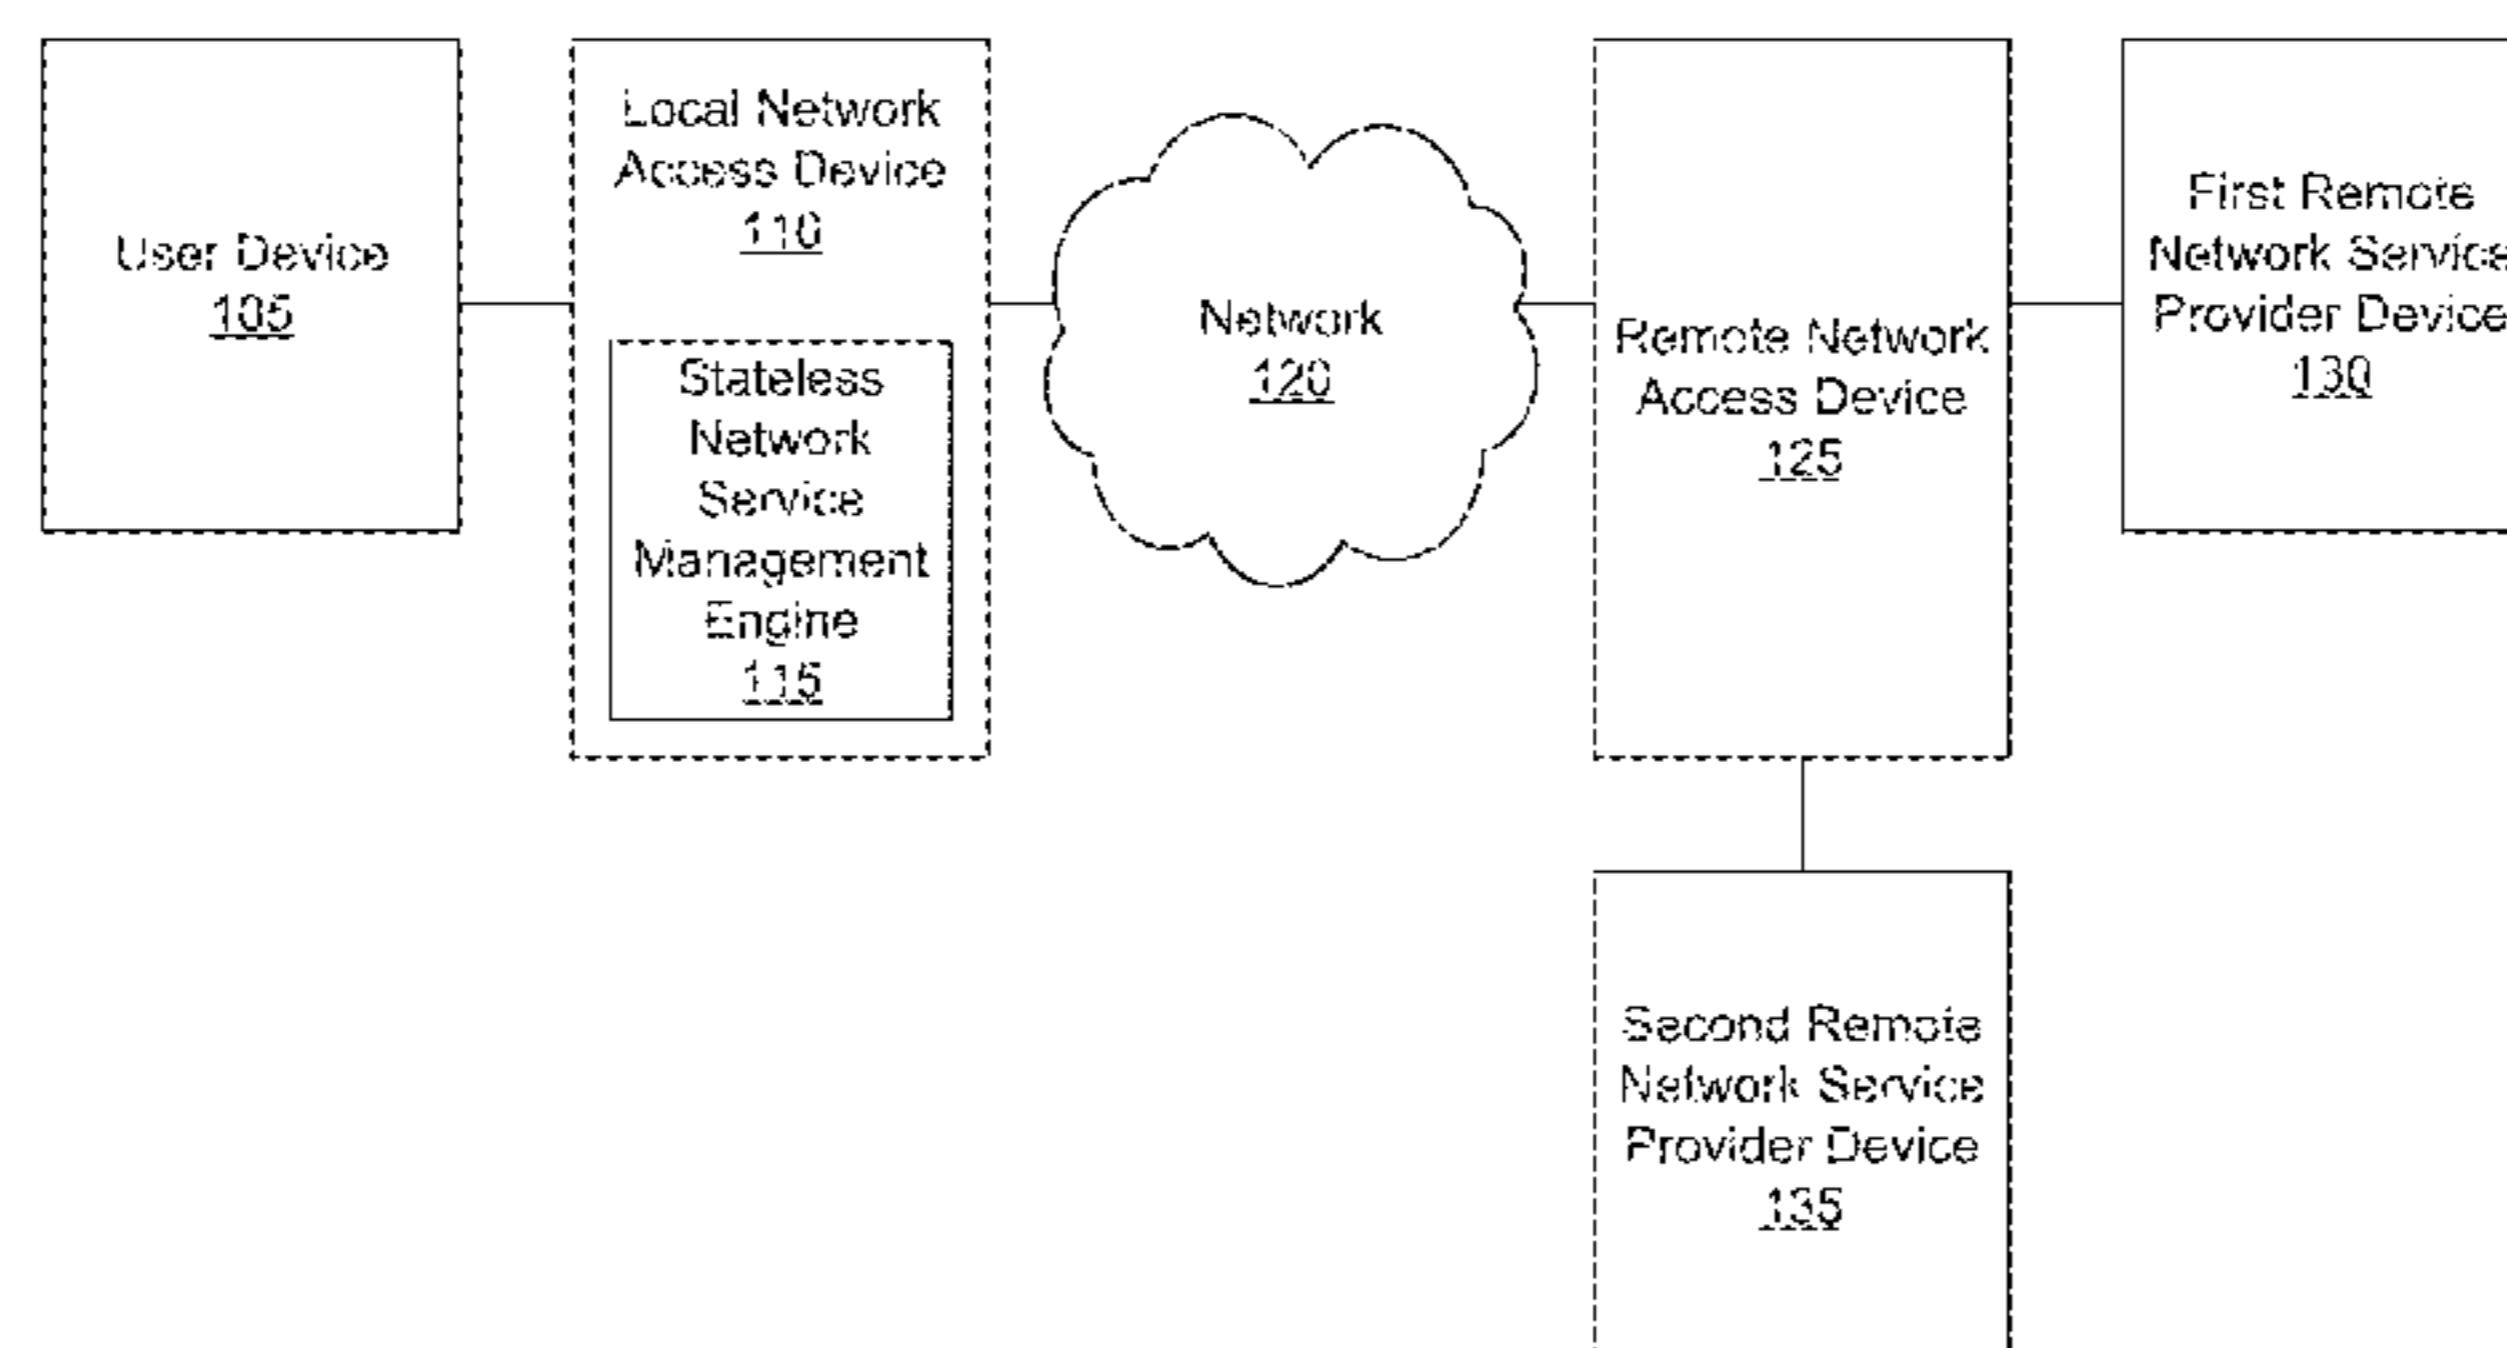 User Device
105
Local Network
Access Device
110
Stateless
Network
Service
Management
Engine
115
Network
120
Remote Network
Access Device
125
First Remote
Network Service
Provider Device
130
Second Remote
Network Service
Provider Device
135